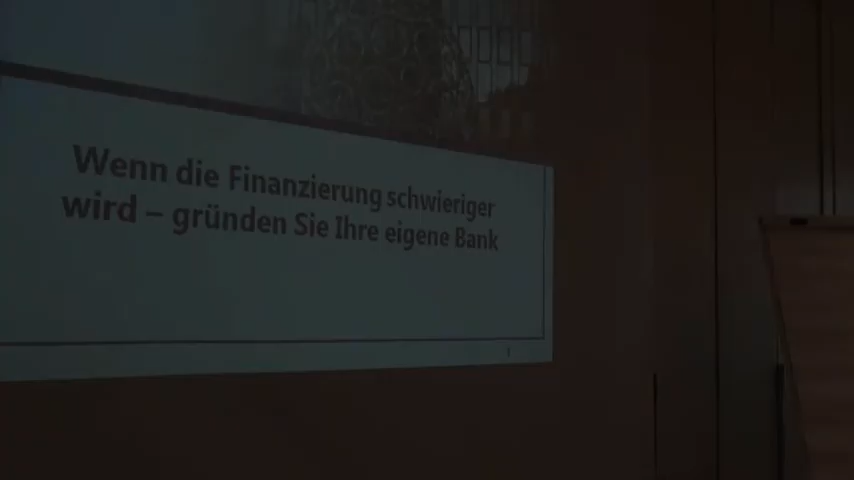 Wenn die Finanzierung schwieriger
wird – gründen Sie Ihre eigene Bank